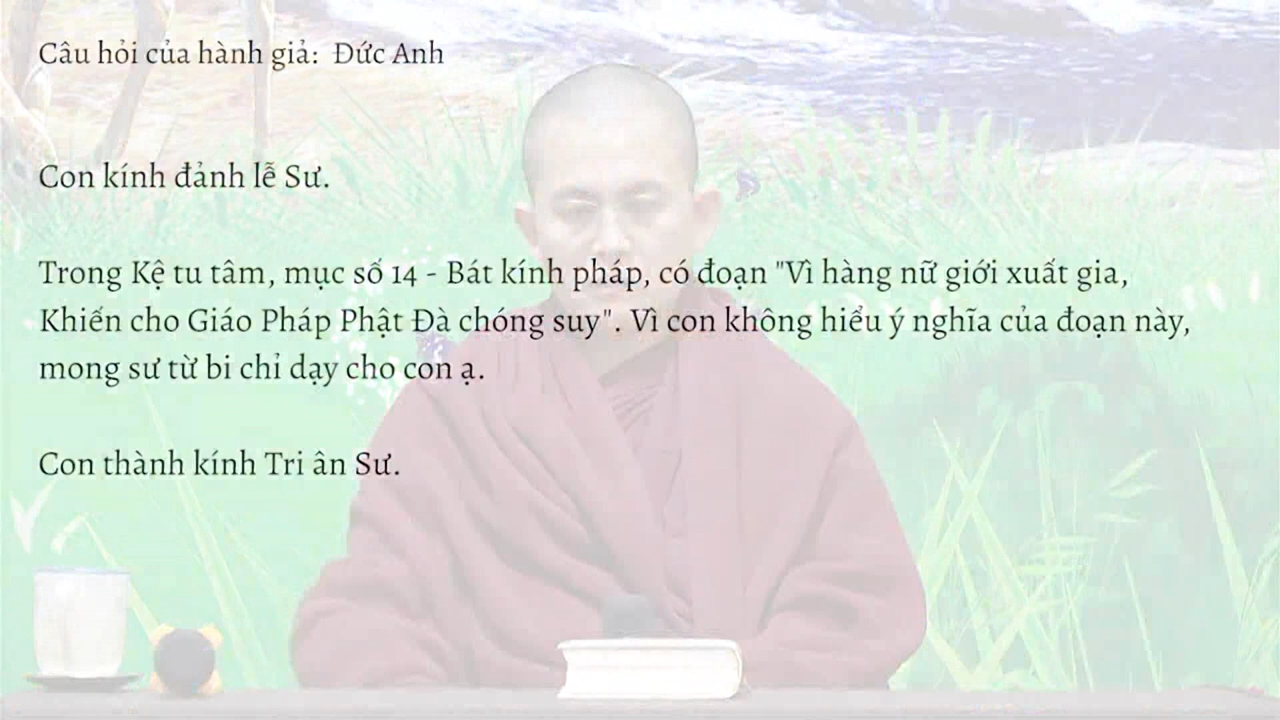 Câu hỏi của hành giả: Đức Anh
Con kính đảnh lễ Sư.
Trong Kệ tu tâm, mục số 14 - Bát kính pháp, có đoạn "Vì hàng nữ giới xuất gia,
Khiến cho Giáo Pháp Phật Đà chóng suy". Vì con không hiểu ý nghĩa của đoạn này,
mong sư từ bi chỉ dạy cho con ạ.
Con thành kính Tri ân Sư.